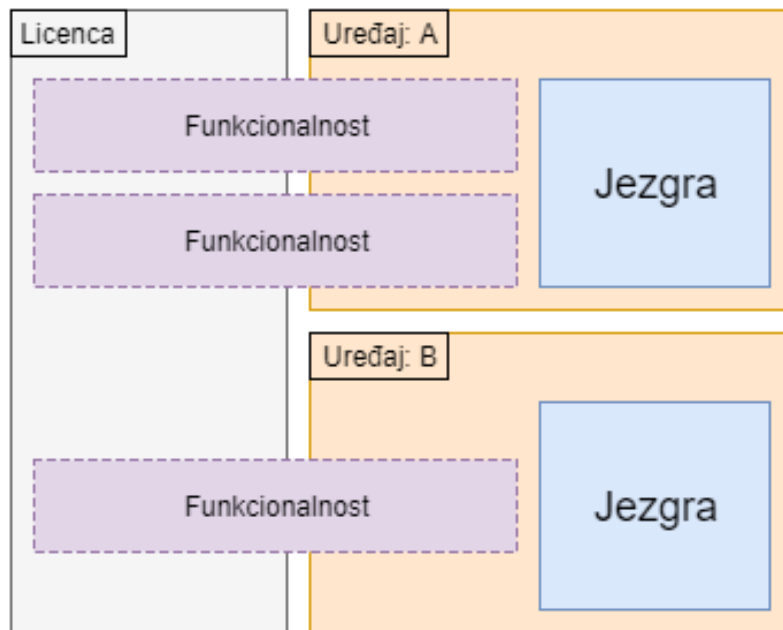 Licenca
Uređaj: A
Funkcionalnost
Jezgra
Funkcionalnost
Uređaj: B
Funkcionalnost
Jezgra